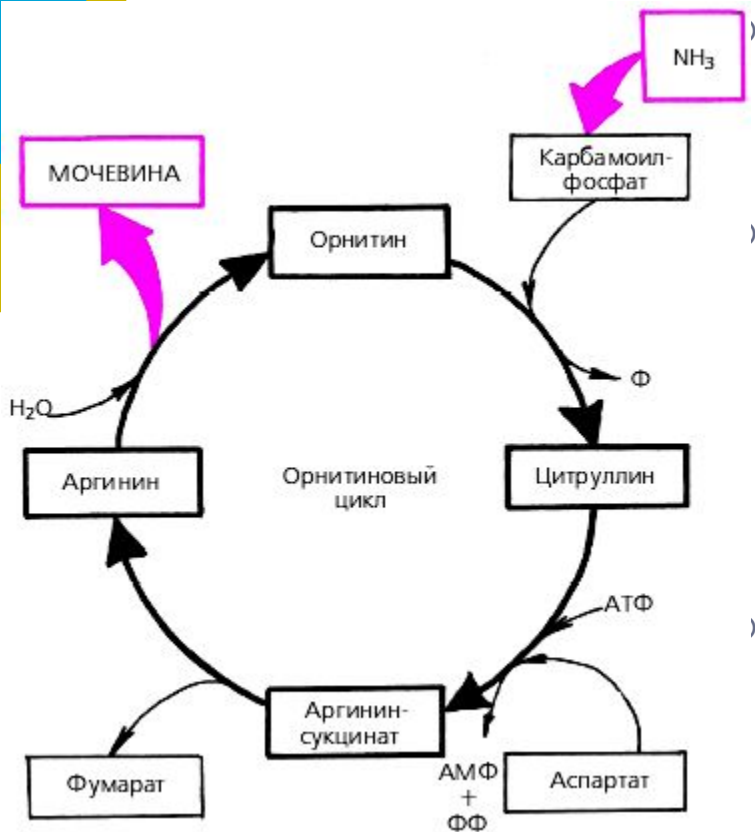 NH₃
Карбамоил-
фосфат
МОЧЕВИНА
Орнитин
Ф
H₂O
Аргинин
Орнитиновый
цикл
Цитруллин
АТФ
Аргинин-
сукцинат
Фумарат
АМФ
+
ФФ
Аспартат